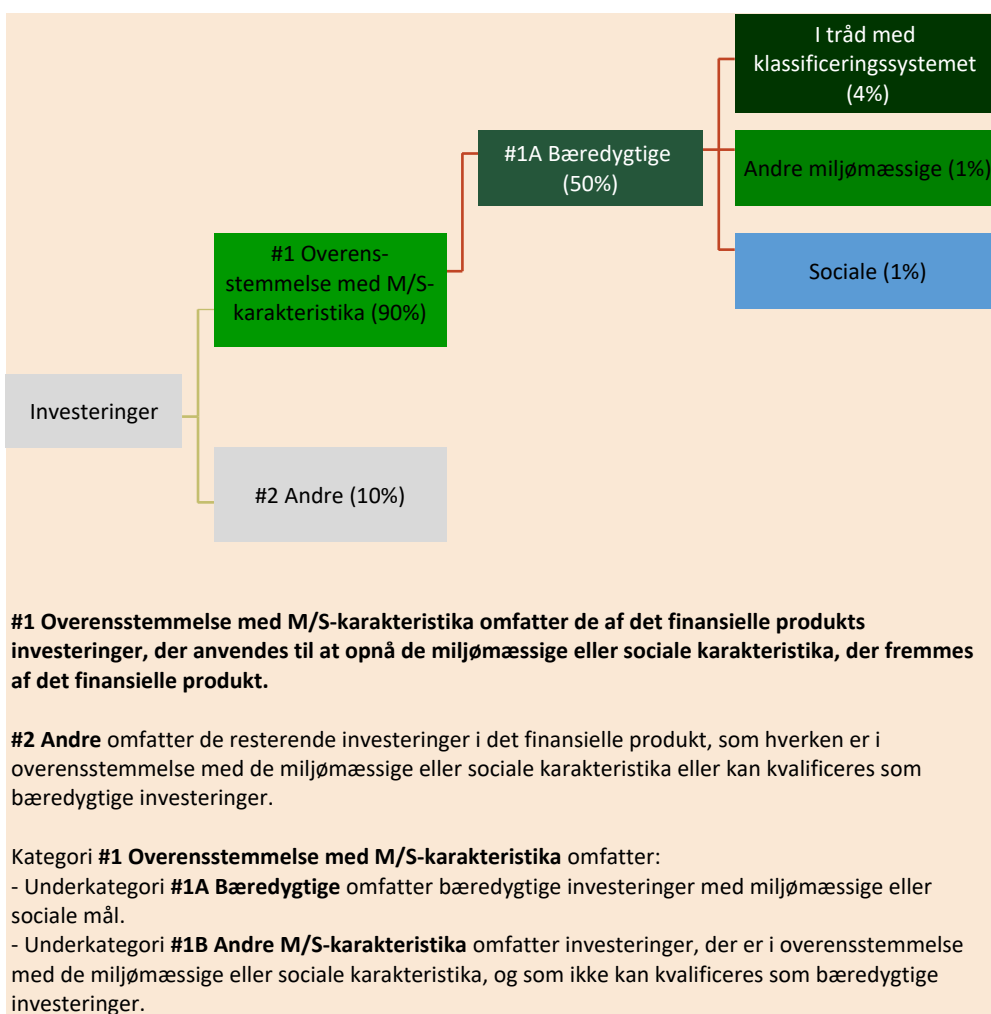 I tråd med
klassificeringssystemet
(4%)
#1A Bæredygtige
(50%)
Andre miljømæssige (1%)
#1 Overens-
stemmelse med M/S-
karakteristika (90%)
Sociale (1%)
Investeringer
#2 Andre (10%)
#1 Overensstemmelse med M/S-karakteristika omfatter de af det finansielle produkts
investeringer, der anvendes til at opnå de miljømæssige eller sociale karakteristika, der fremmes
af det finansielle produkt.
#2 Andre omfatter de resterende investeringer i det finansielle produkt, som hverken er i
overensstemmelse med de miljømæssige eller sociale karakteristika eller kan kvalificeres som
bæredygtige investeringer.
Kategori #1 Overensstemmelse med M/S-karakteristika omfatter:
- Underkategori #1A Bæredygtige omfatter bæredygtige investeringer med miljømæssige eller
sociale mål.
- Underkategori #1B Andre M/S-karakteristika omfatter investeringer, der er i overensstemmelse
med de miljømæssige eller sociale karakteristika, og som ikke kan kvalificeres som bæredygtige
investeringer.